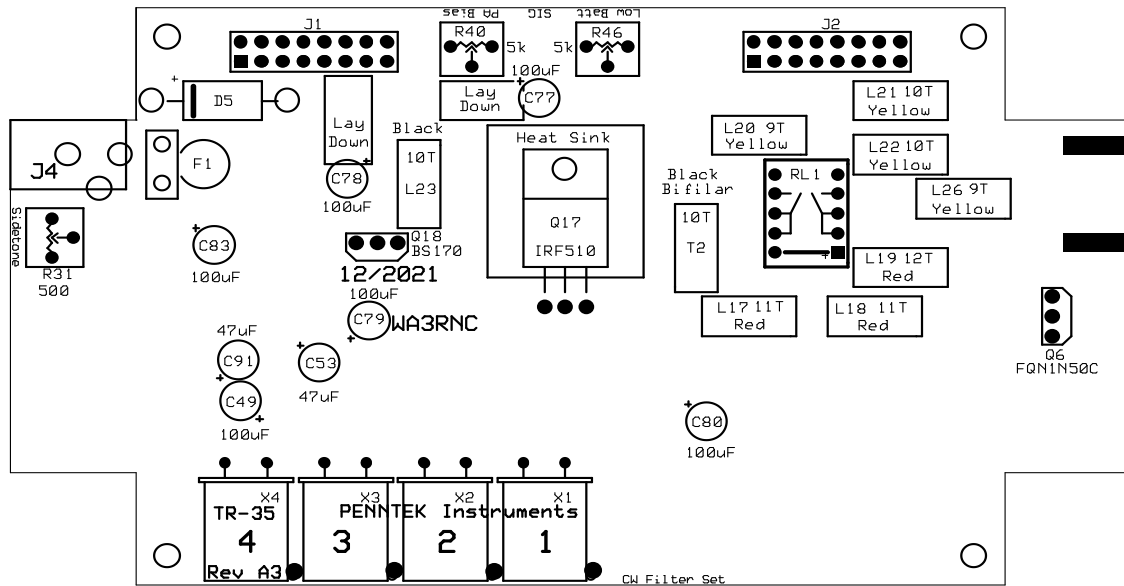 PA Bias
SIG
Low Batt
J1
R40
5k
5k
R46
J2
100uF
D5
Lay
Down
C77
L21 10T
Yellow
Lay
Down
Black
Heat Sink
L20 9T
Yellow
J4
F1
10T
L23
L22 10T
Yellow
C78
100uF
Black
Bifilar
RL1
L26 9T
Yellow
Sidetone
R31
500
C83
100uF
Q18
BS170
Q17
IRF510
10T
T2
L19 12T
Red
12/2021
100uF
C79
WA3RNC
L17 11T
Red
L18 11T
Red
47uF
C91
C53
47uF
Q6
FQN1N50C
C49
100uF
C80
100uF
X4
X3
X2
X1
TR-35
PENNTEK Instruments
4
3
2
1
Rev A3
CW Filter Set